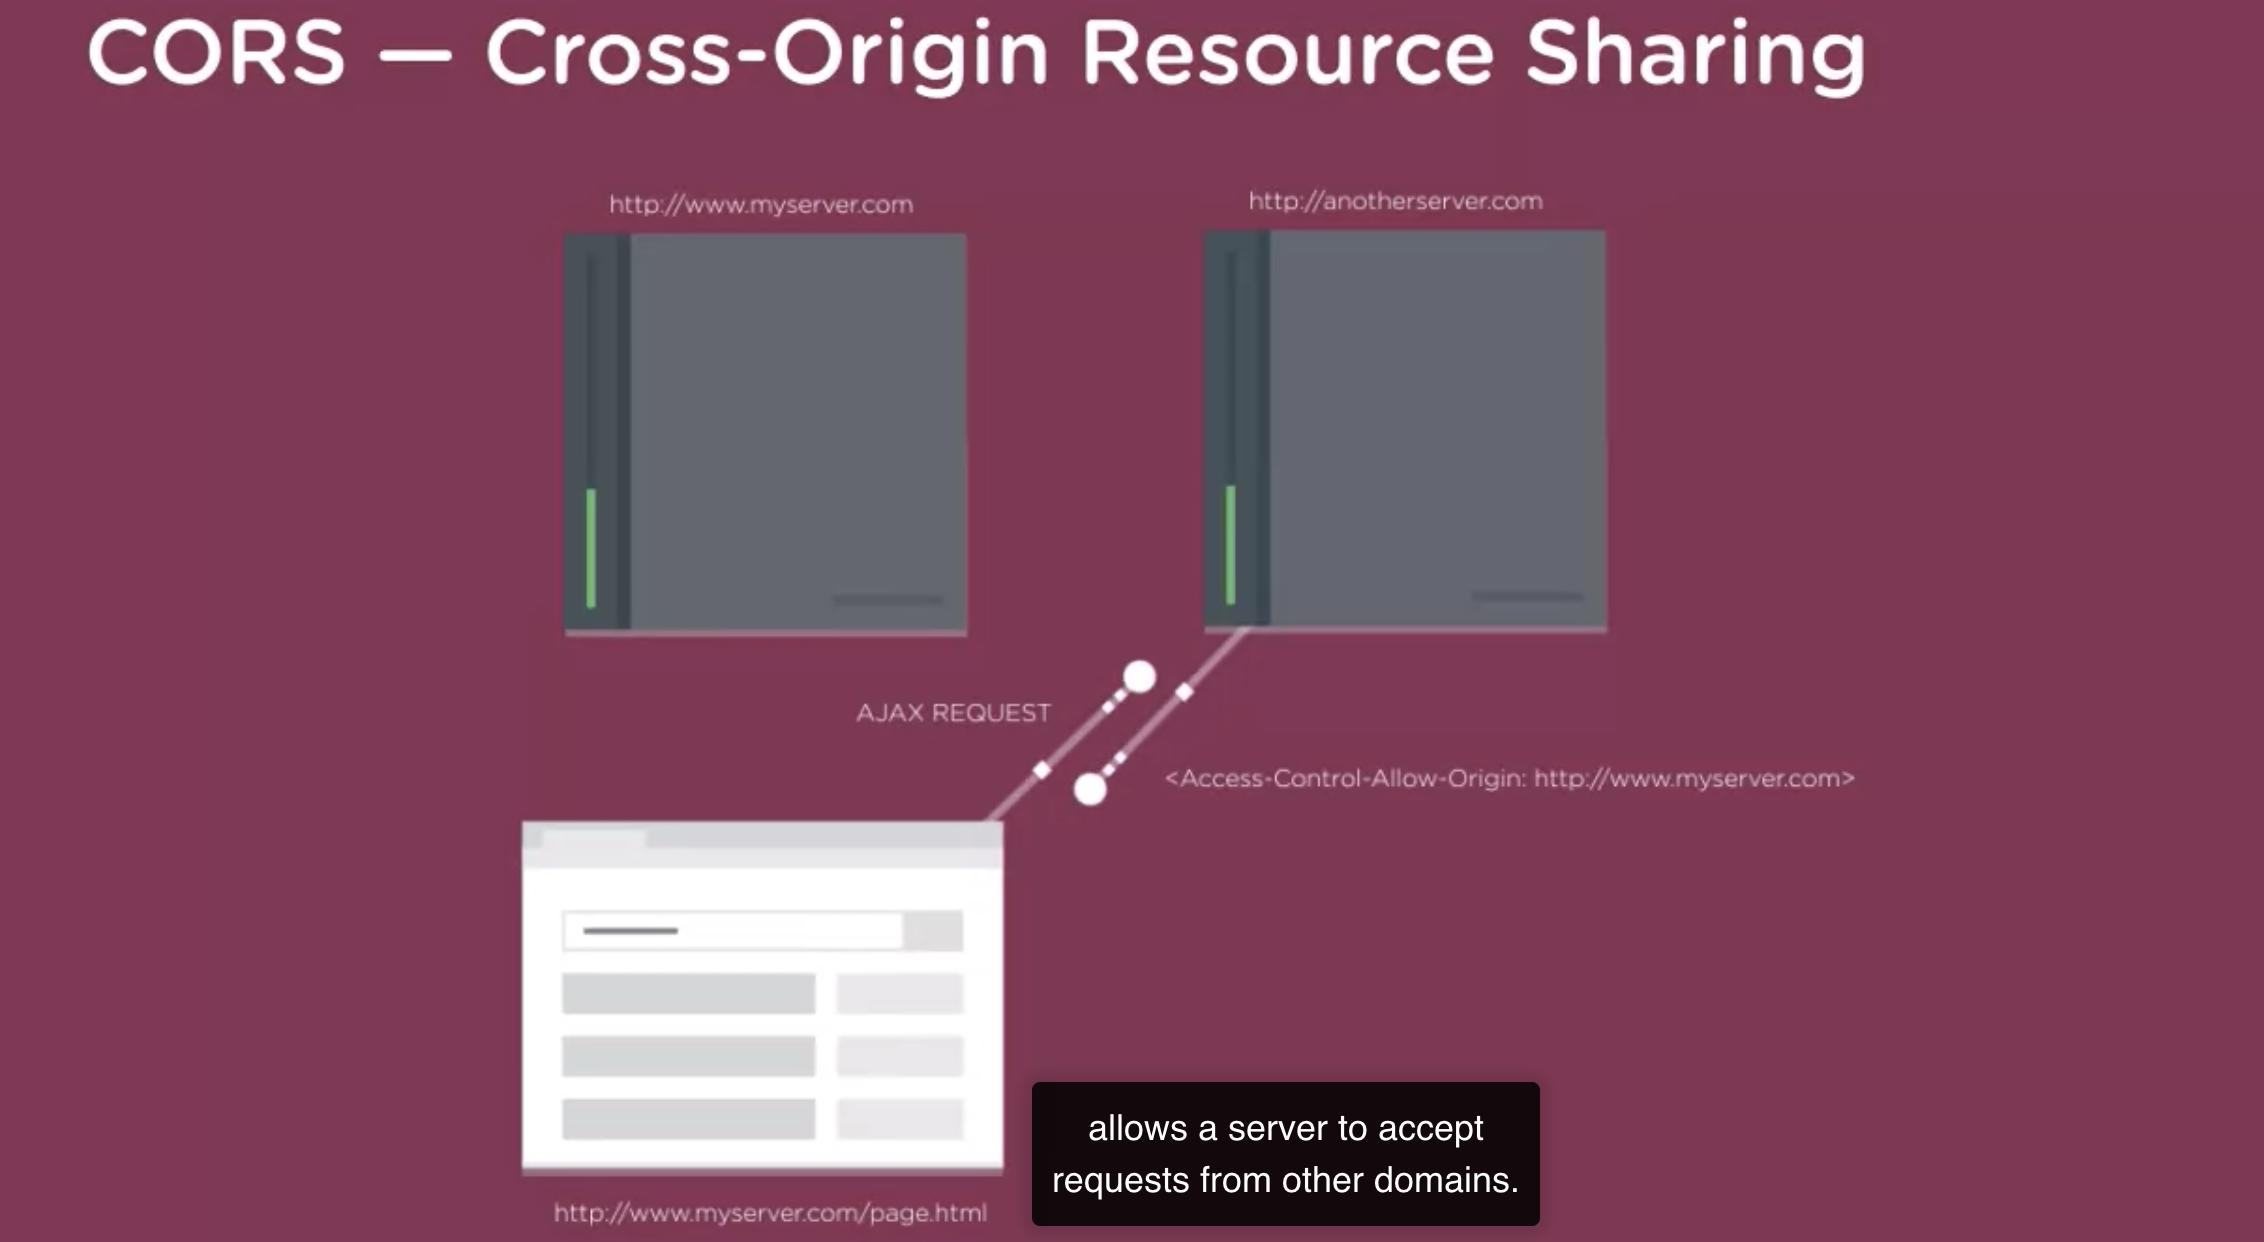 CORS — Cross-Origin Resource Sharing
http://www.myserver.com
http://anotherserver.com
AJAX REQUEST
<Access-Control-Allow-Origin: http://www.myserver.com>
allows a server to accept
requests from other domains.
http://www.myserver.com/page.html